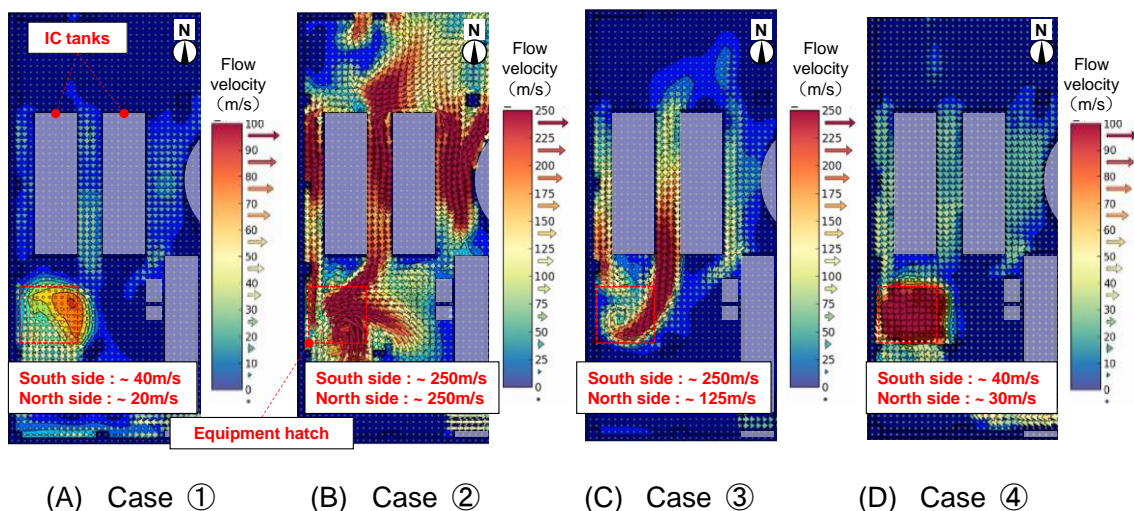 IC tanks
N
Flow
velocity
(m/s)
100
90
80
70
60
50
40
30
20
10
0
South side : ~ 40m/s
North side : ~ 20m/s
Equipment hatch
(A) Case ①
N
Flow
velocity
(m/s)
250
225
200
175
150
125
100
75
50
25
0
South side : ~ 250m/s
North side : ~ 250m/s
(B) Case ②
N
Flow
velocity
(m/s)
250
225
200
175
150
125
100
75
50
25
0
South side : ~ 250m/s
North side : ~ 125m/s
(C) Case ③
N
Flow
velocity
(m/s)
100
90
80
70
60
50
40
30
20
10
0
South side : ~ 40m/s
North side : ~ 30m/s
(D) Case ④